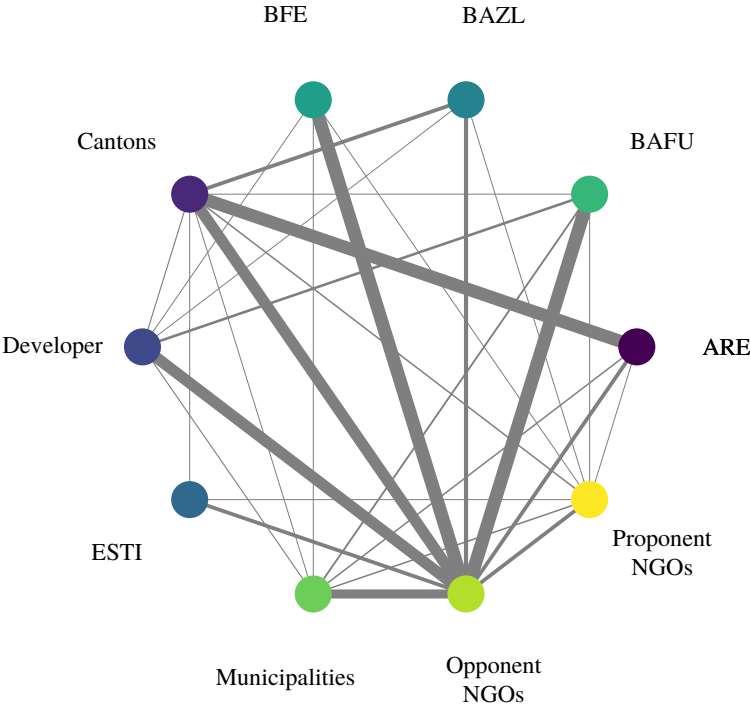 BFE
BAZL
Cantons
BAFU
Developer
ARE
ESTI
Proponent
NGOs
Municipalities
Opponent
NGOs